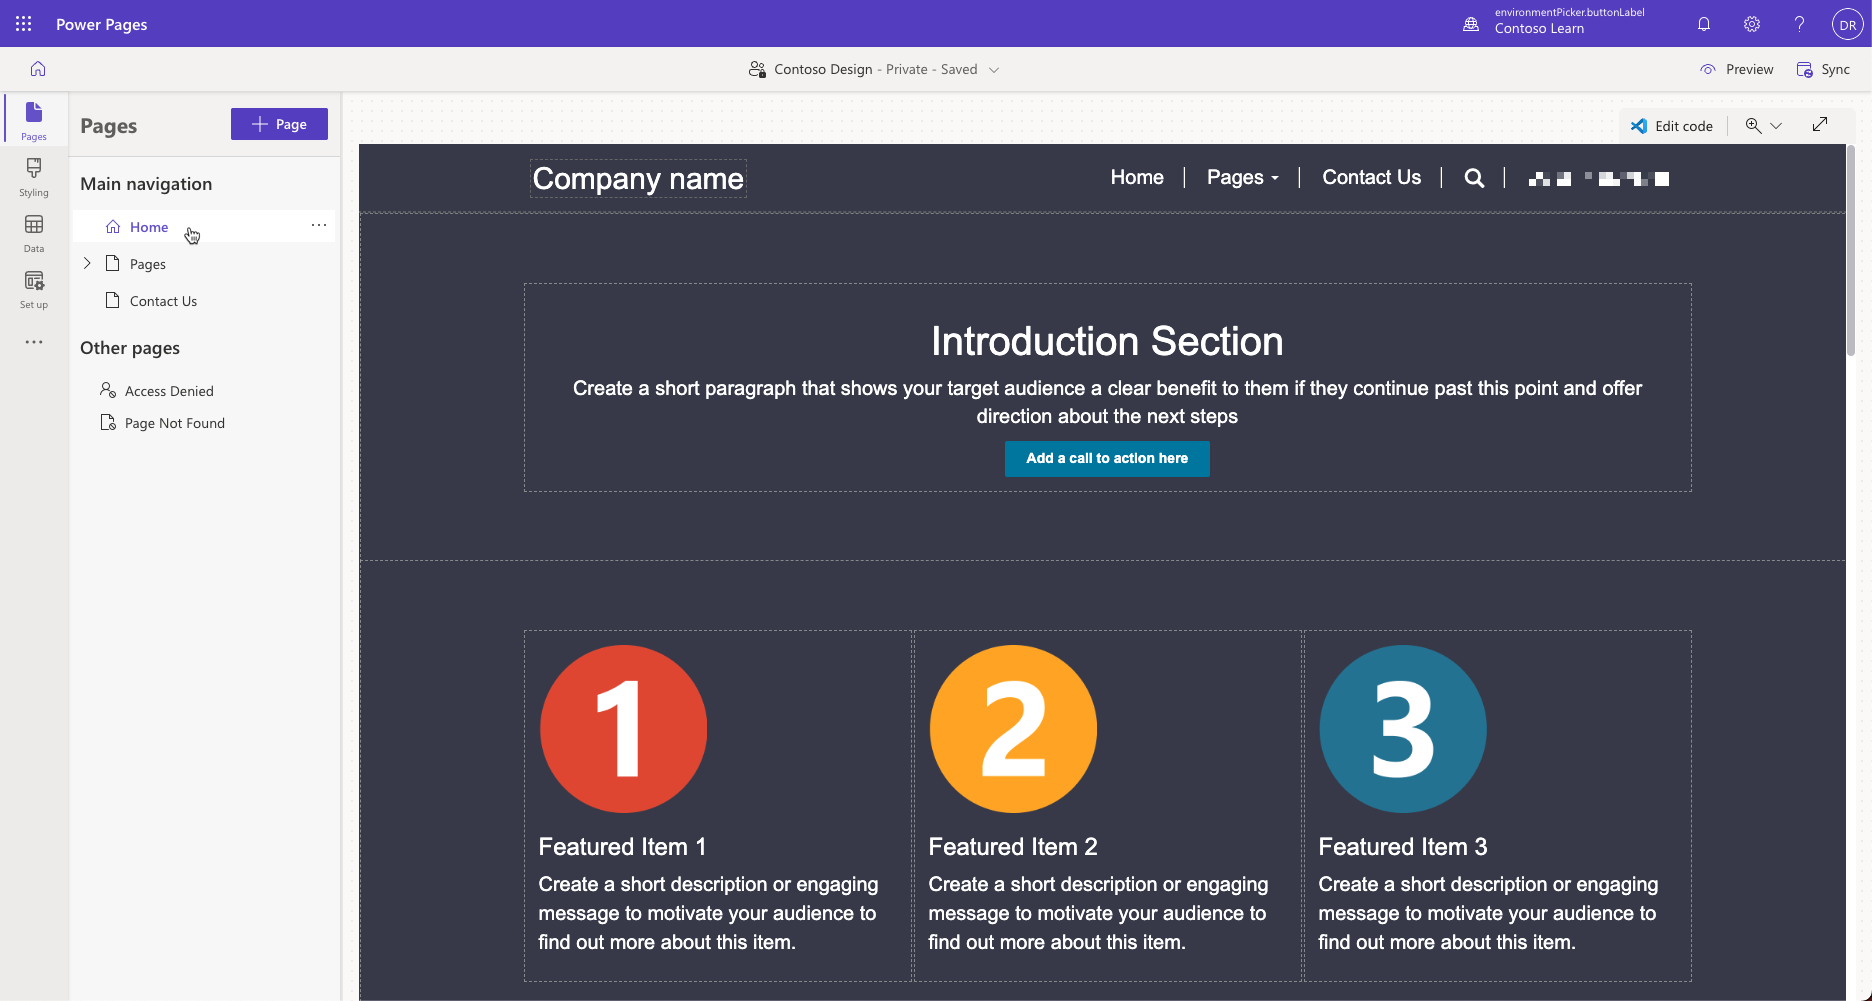 Power Pages
environmentPicker.buttonLabel
Contoso Learn
DR
Contoso Design - Private - Saved
Preview
Sync
Pages
Styling
Data
Set up
Pages
Page
Main navigation
Home
Pages
Contact Us
Other pages
Access Denied
Page Not Found
Edit code
Company name
Home
Pages
Contact Us
Introduction Section
Create a short paragraph that shows your target audience a clear benefit to them if they continue past this point and offer
direction about the next steps
Add a call to action here
1
Featured Item 1
Create a short description or engaging
message to motivate your audience to
find out more about this item.
2
Featured Item 2
Create a short description or engaging
message to motivate your audience to
find out more about this item.
3
Featured Item 3
Create a short description or engaging
message to motivate your audience to
find out more about this item.